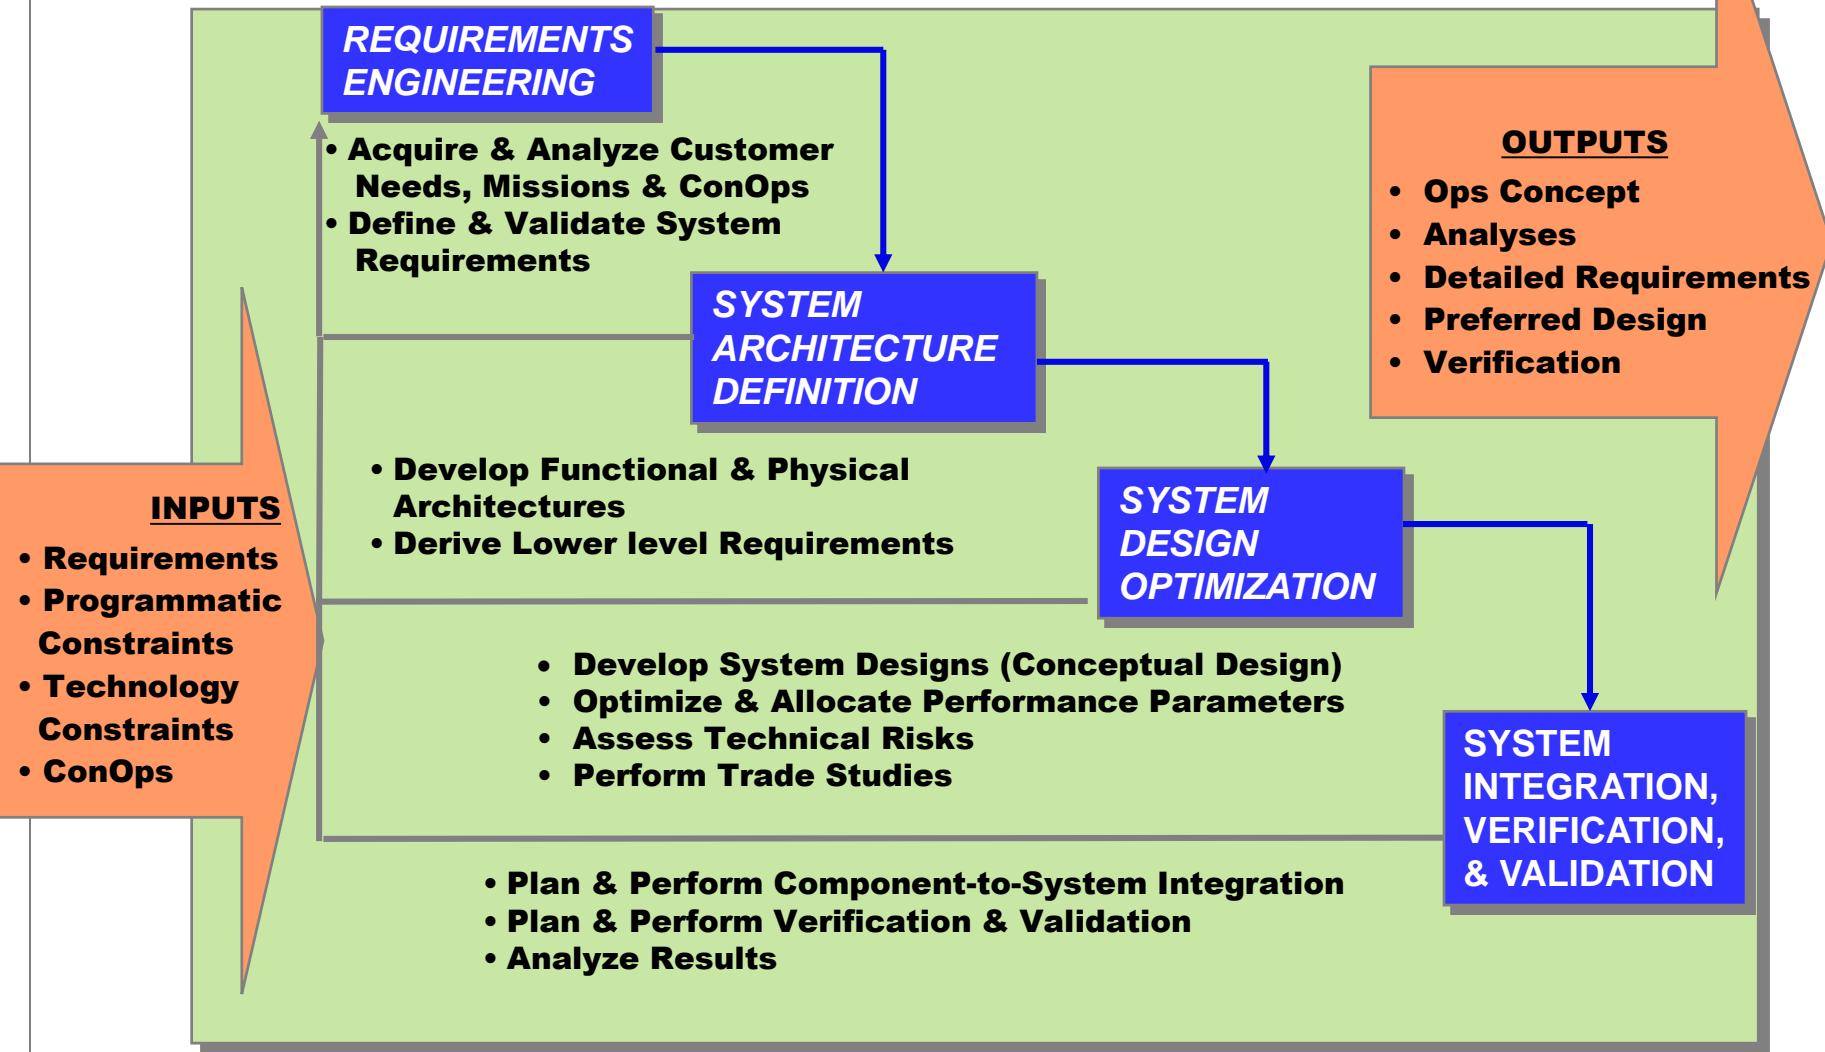 REQUIREMENTS
ENGINEERING
• Acquire & Analyze Customer
Needs, Missions & ConOps
• Define & Validate System
Requirements
SYSTEM
ARCHITECTURE
DEFINITION
• Develop Functional & Physical
Architectures
• Derive Lower level Requirements
SYSTEM
DESIGN
OPTIMIZATION
• Develop System Designs (Conceptual Design)
• Optimize & Allocate Performance Parameters
• Assess Technical Risks
• Perform Trade Studies
SYSTEM
INTEGRATION,
VERIFICATION,
& VALIDATION
• Plan & Perform Component-to-System Integration
• Plan & Perform Verification & Validation
• Analyze Results
INPUTS
• Requirements
• Programmatic
Constraints
• Technology
Constraints
• ConOps
OUTPUTS
• Ops Concept
• Analyses
• Detailed Requirements
• Preferred Design
• Verification